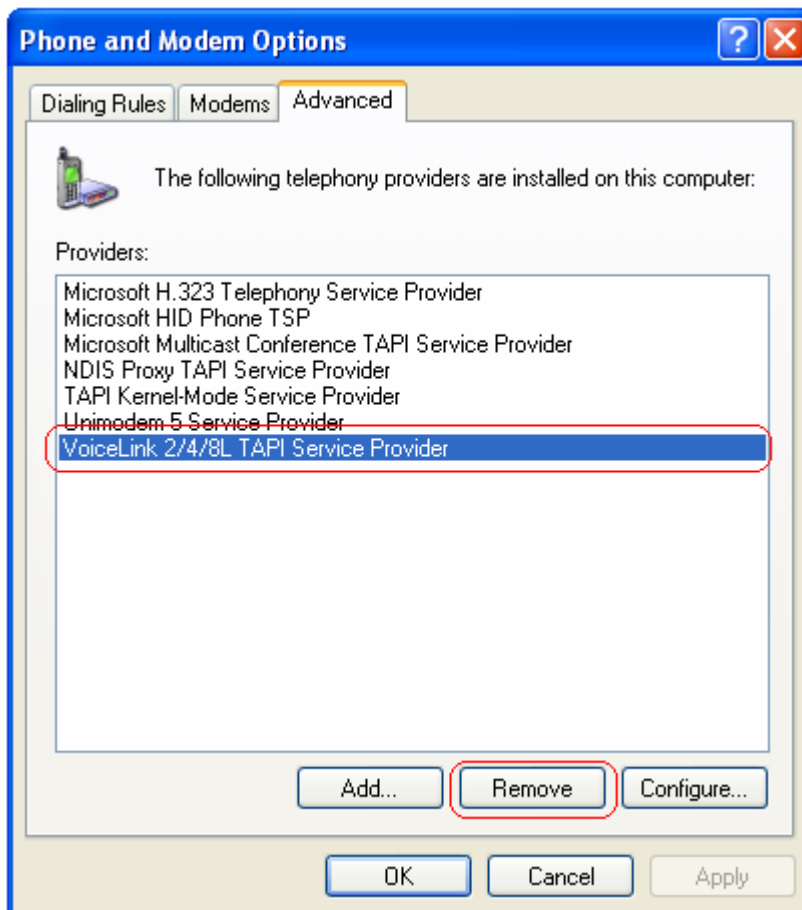 Phone and Modem Options
?
Dialing Rules Modems Advanced
The following telephony providers are installed on this computer:
Providers:
Microsoft H.323 Telephony Service Provider
Microsoft HID Phone TSP
Microsoft Multicast Conference TAPI Service Provider
NDIS Proxy TAPI Service Provider
TAPI Kernel-Mode Service Provider
Unimodem 5 Service Provider
VoiceLink 2/4/8L TAPI Service Provider
Add... Remove Configure...
OK Cancel Apply